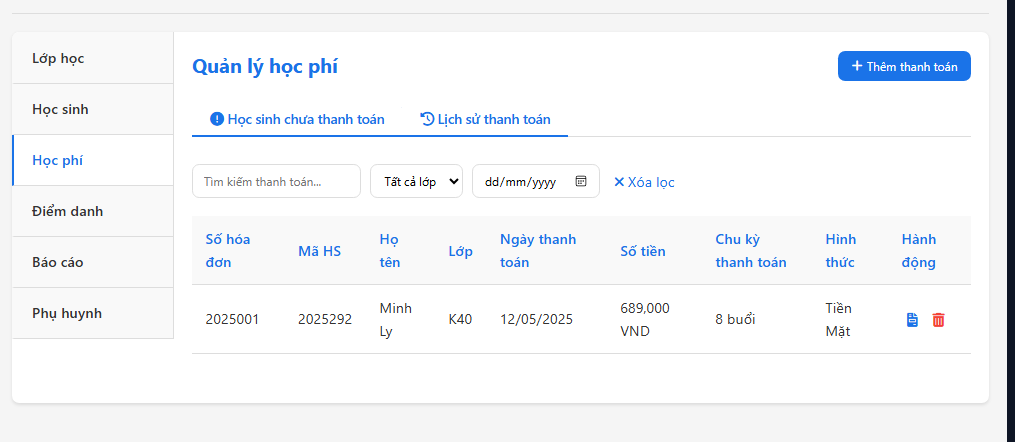 Lớp học
Học sinh
Học phí
Điểm danh
Báo cáo
Phụ huynh
Quản lý học phí
+ Thêm thanh toán
Học sinh chưa thanh toán
Lịch sử thanh toán
Tìm kiếm thanh toán...
Tất cả lớp
dd/mm/yyyy
Xóa lọc
Số hóa
đơn
Mã HS
Họ
tên
Lớp
Ngày thanh
toán
Số tiền
Chu kỳ
thanh toán
Hình
thức
Hành
động
2025001
2025292
Minh
Ly
K40
12/05/2025
689,000
VND
8 buổi
Tiền
Mặt